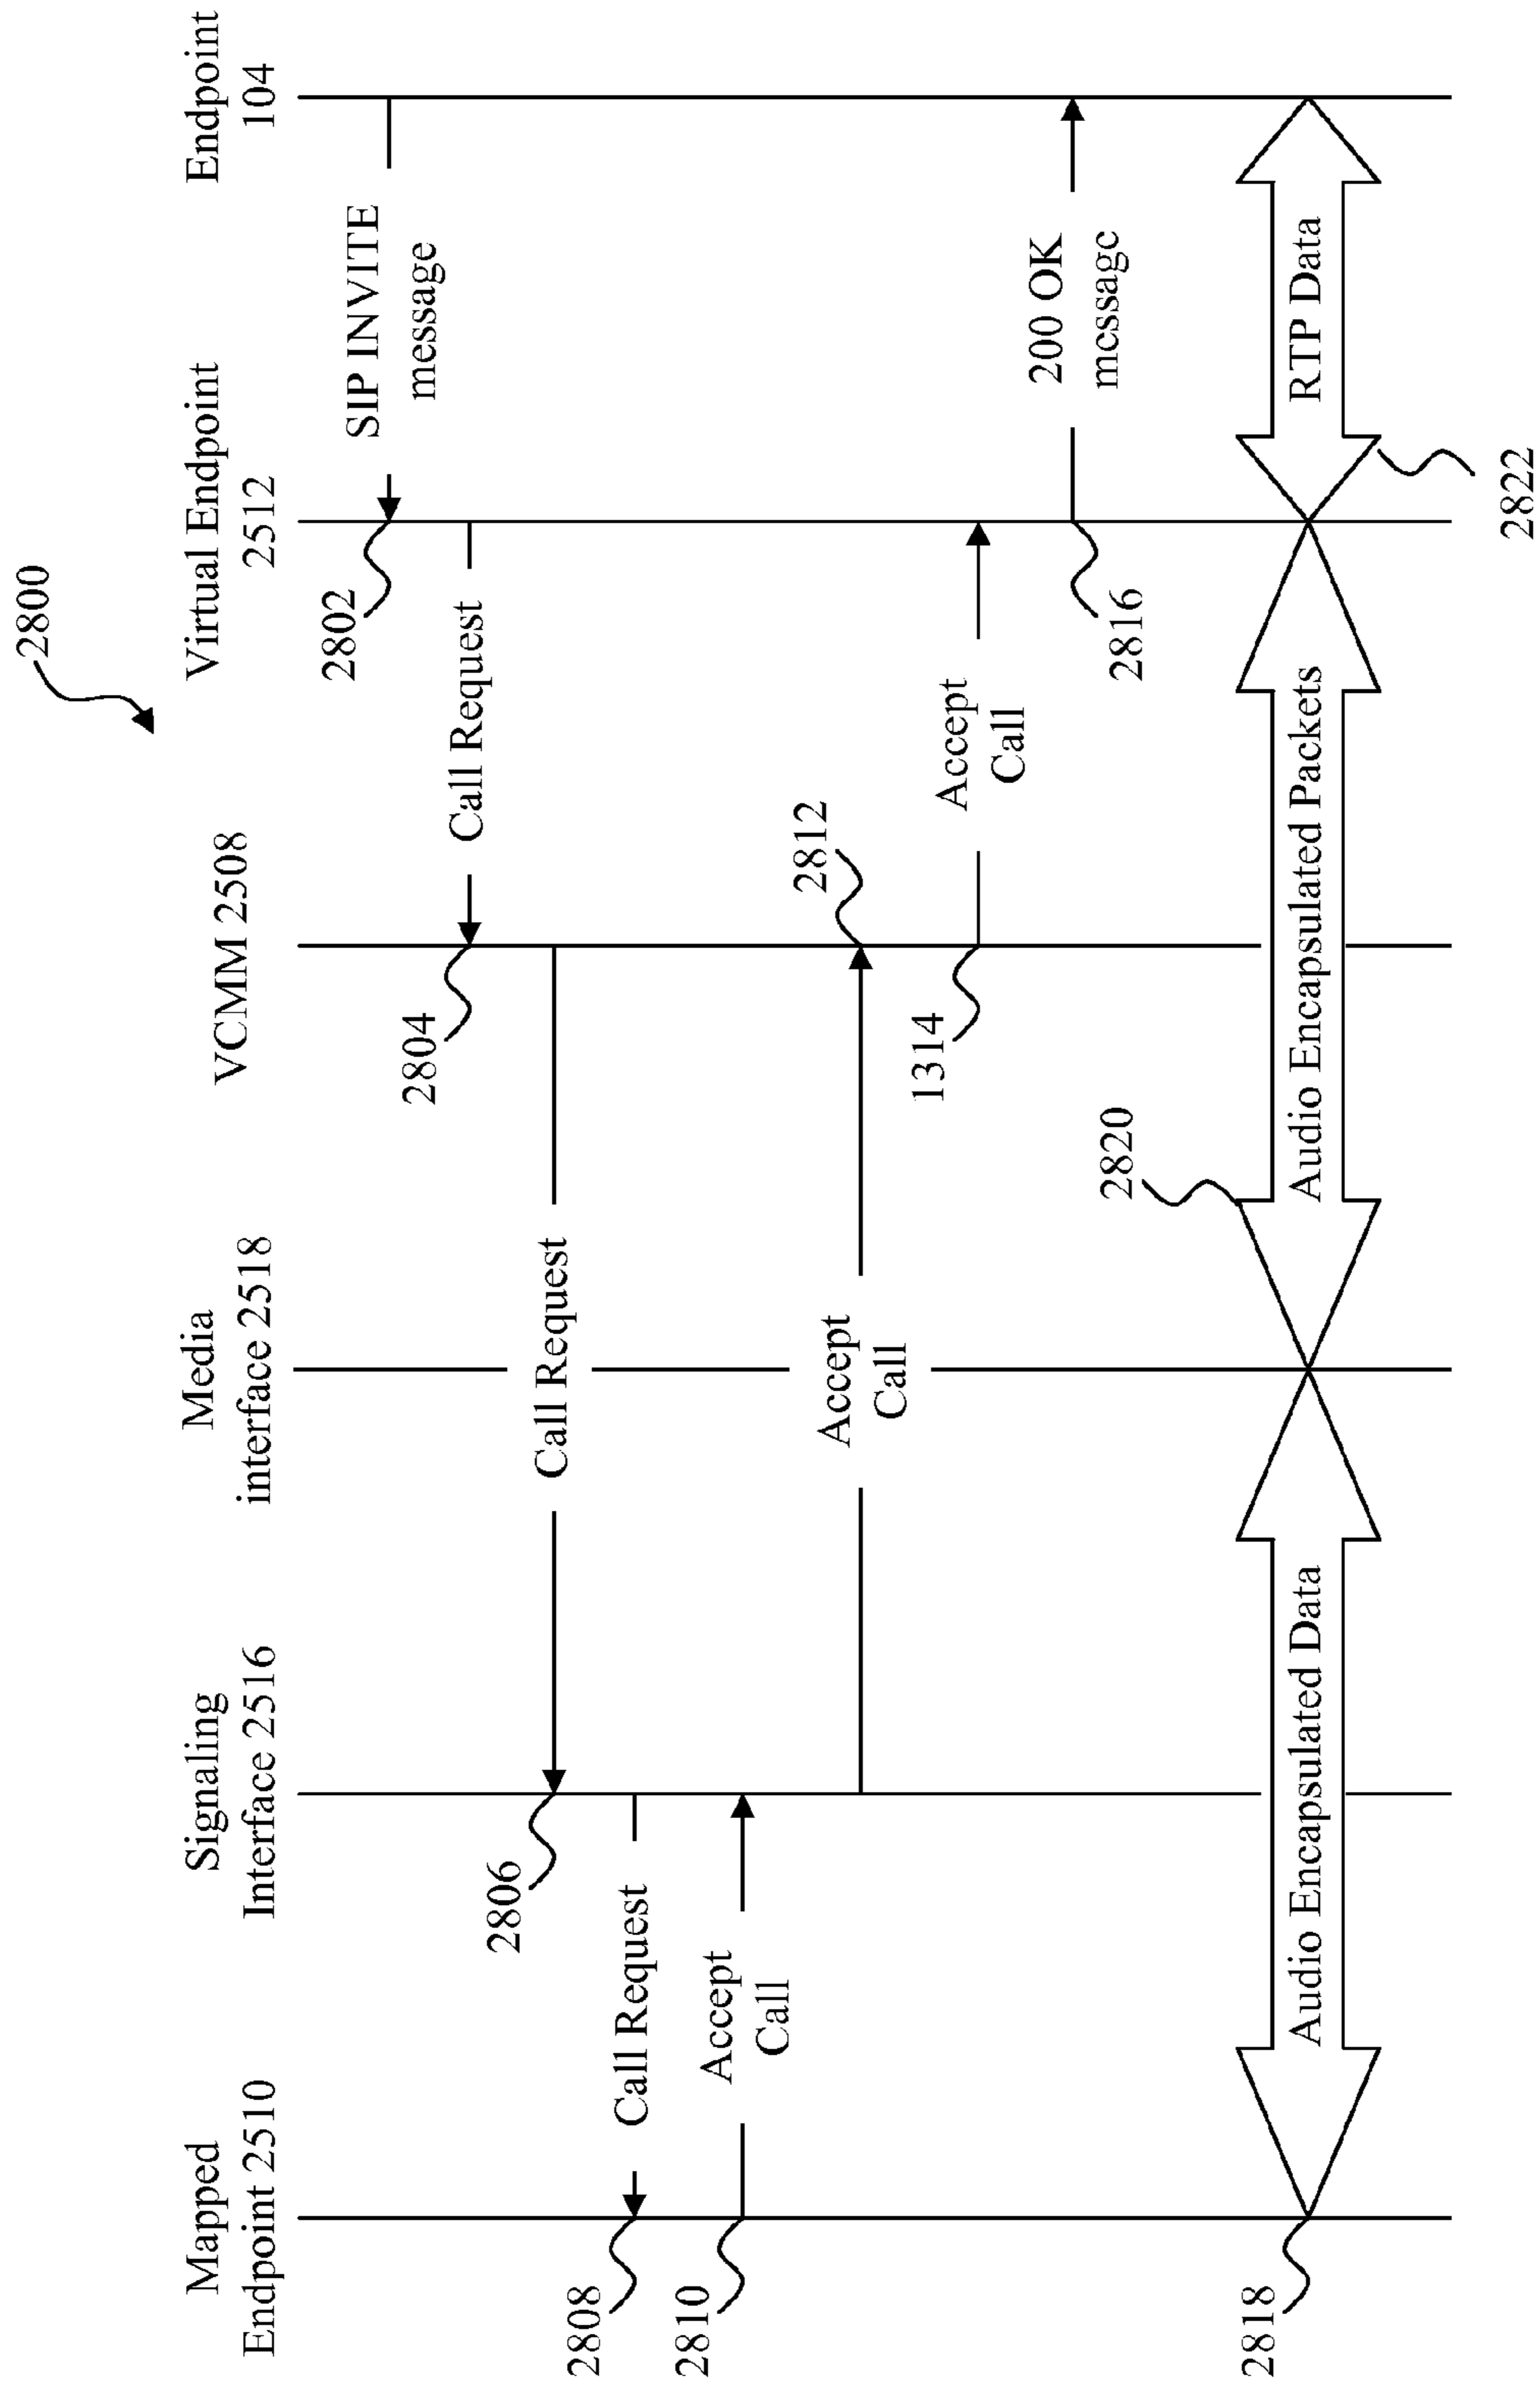 2800
Mapped
Endpoint 2510
Signaling
Interface 2516
Media
interface 2518
VCMM 2508
Virtual Endpoint
2512
Endpoint
104
SIP INVITE
message
2802
Call Request
2804
Call Request
2806
Call Request
2808
Accept
Call
2810
Accept
Call
2812
Accept
Call
1314
200 OK
message
2816
Audio Encapsulated Data
2818
Audio Encapsulated Packets
2820
RTP Data
2822